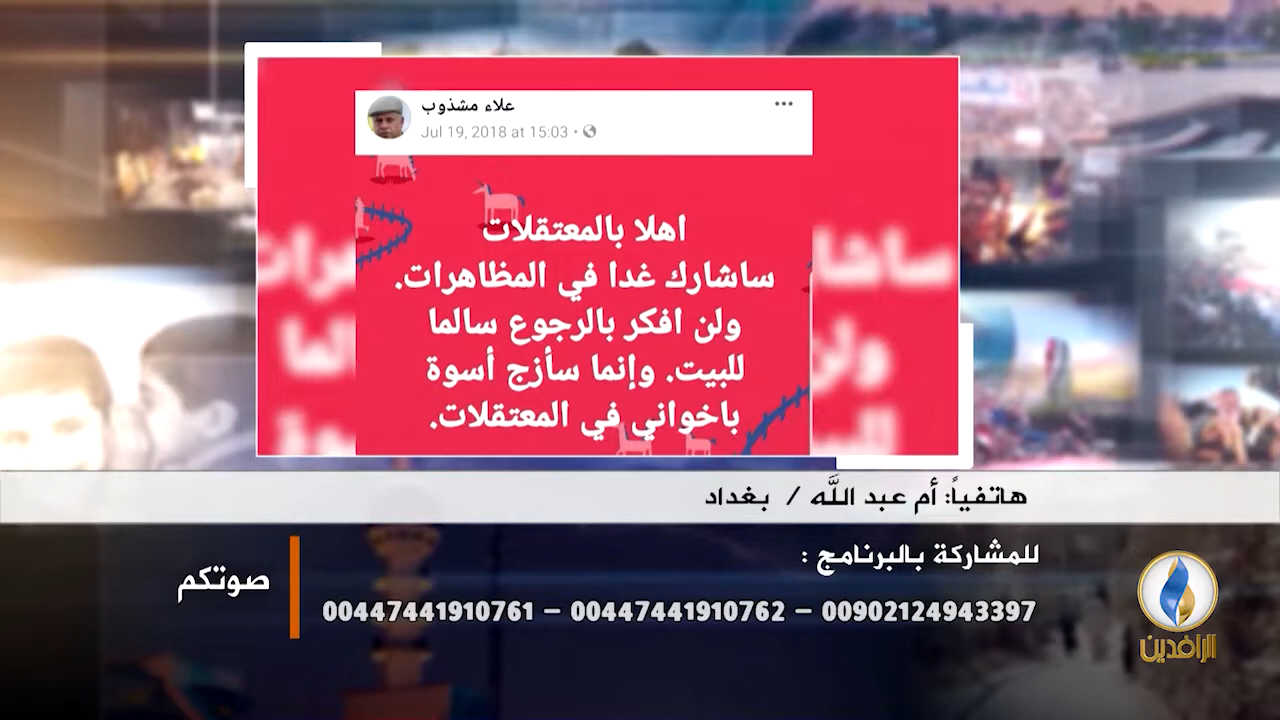 علاء مشذوب
Jul 19, 2018 at 15:03
اهلا بالمعتقلات
ساشارك غدا في المظاهرات.
ولن افكر بالرجوع سالما
للبيت. وإنما سأزج أسوة
باخواني في المعتقلات.
هاتفياً: أم عبد اللَّه / بغداد
للمشاركة بالبرنامج :
00447441910761 – 00447441910762 – 00902124943397
صوتكم
الرافدين